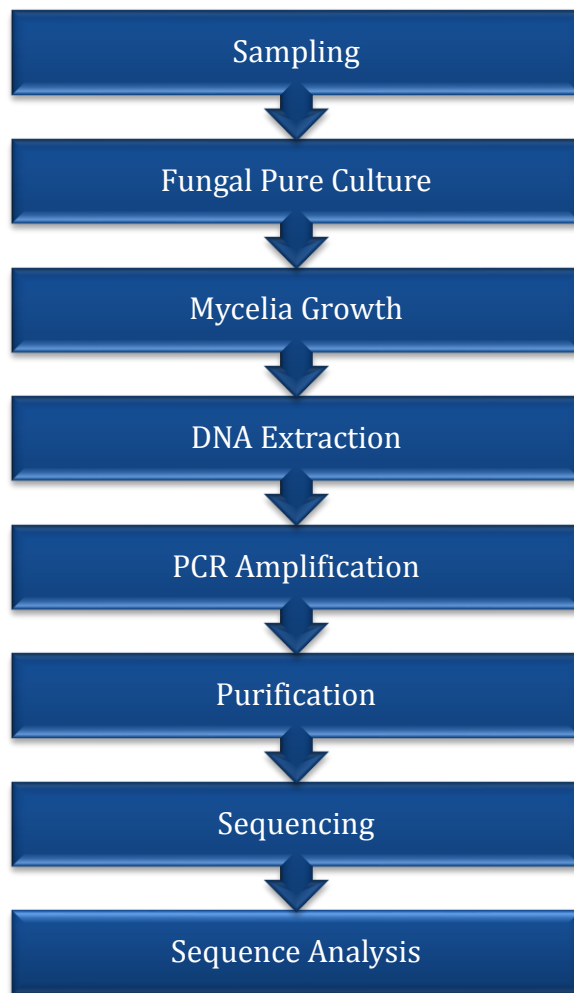 Sampling
Fungal Pure Culture
Mycelia Growth
DNA Extraction
PCR Amplification
Purification
Sequencing
Sequence Analysis